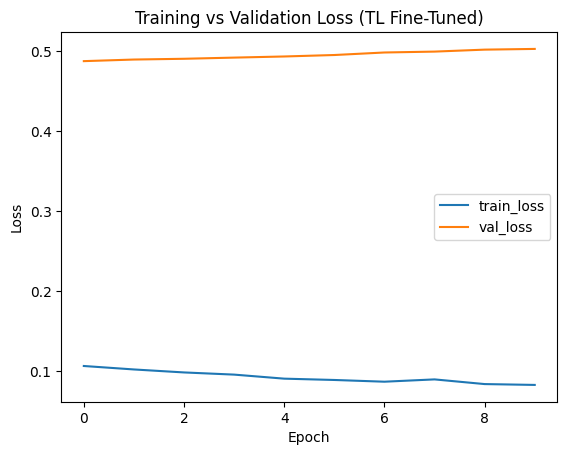 Training vs Validation Loss (TL Fine-Tuned)
0.5
0.4
0.3
0.2
0.1
Loss
train_loss
val_loss
0 2 4 6 8
Epoch